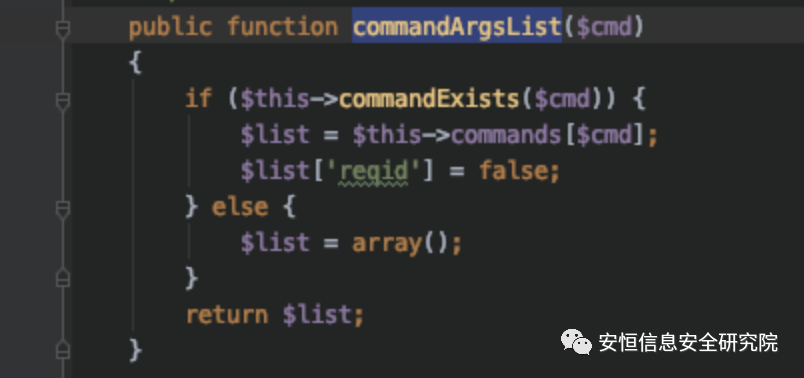 public function commandArgsList($cmd)
{
if ($this->commandExists($cmd)) {
$list = $this->commands[$cmd];
$list['reqid'] = false;
} else {
$list = array();
}
return $list;
}
安恒信息安全研究院